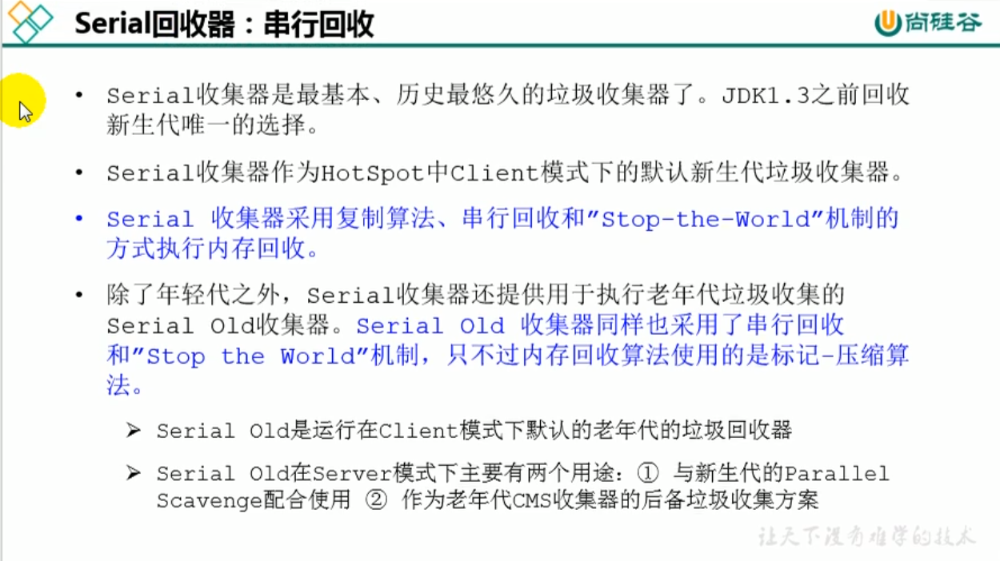 Serial回收器：串行回收
尚硅谷
• Serial收集器是最基本、历史最悠久的垃圾收集器了。JDK1.3之前回收
新生代唯一的选择。
• Serial收集器作为HotSpot中Client模式下的默认新生代垃圾收集器。
• Serial 收集器采用复制算法、串行回收和"Stop-the-World"机制的
方式执行内存回收。
• 除了年轻代之外，Serial收集器还提供用于执行老年代垃圾收集的
Serial Old收集器。Serial Old 收集器同样也采用了串行回收
和"Stop the World"机制，只不过内存回收算法使用的是标记-压缩算
法。
➢ Serial Old是运行在Client模式下默认的老年代的垃圾回收器
➢ Serial Old在Server模式下主要有两个用途：① 与新生代的Parallel
Scavenge配合使用 ② 作为老年代CMS收集器的后备垃圾收集方案
让天下没有难学的技术